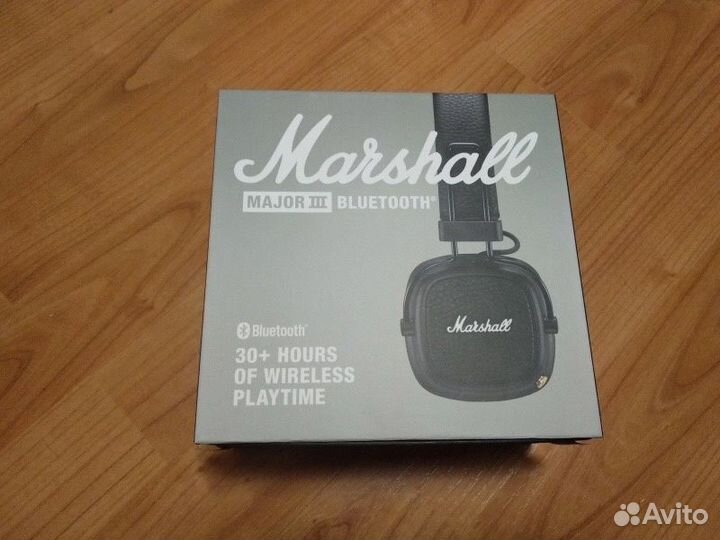 Marshall
MAJOR III BLUETOOTH®
Marshall
Bluetooth®
30+ HOURS
OF WIRELESS
PLAYTIME
Avito